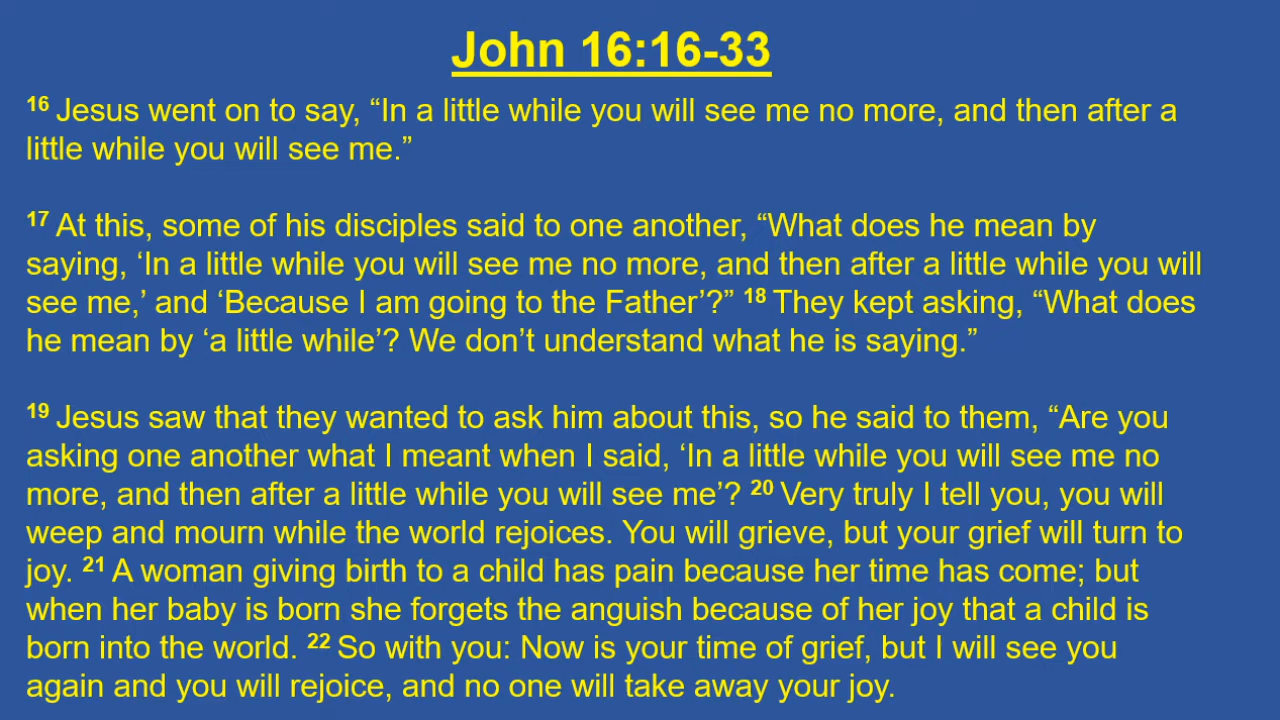 John 16:16-33
16 Jesus went on to say, “In a little while you will see me no more, and then after a
little while you will see me.”
17 At this, some of his disciples said to one another, “What does he mean by
saying, ‘In a little while you will see me no more, and then after a little while you will
see me,’ and ‘Because I am going to the Father’?” 18 They kept asking, “What does
he mean by ‘a little while’? We don’t understand what he is saying.”
19 Jesus saw that they wanted to ask him about this, so he said to them, “Are you
asking one another what I meant when I said, ‘In a little while you will see me no
more, and then after a little while you will see me’? 20 Very truly I tell you, you will
weep and mourn while the world rejoices. You will grieve, but your grief will turn to
joy. 21 A woman giving birth to a child has pain because her time has come; but
when her baby is born she forgets the anguish because of her joy that a child is
born into the world. 22 So with you: Now is your time of grief, but I will see you
again and you will rejoice, and no one will take away your joy.